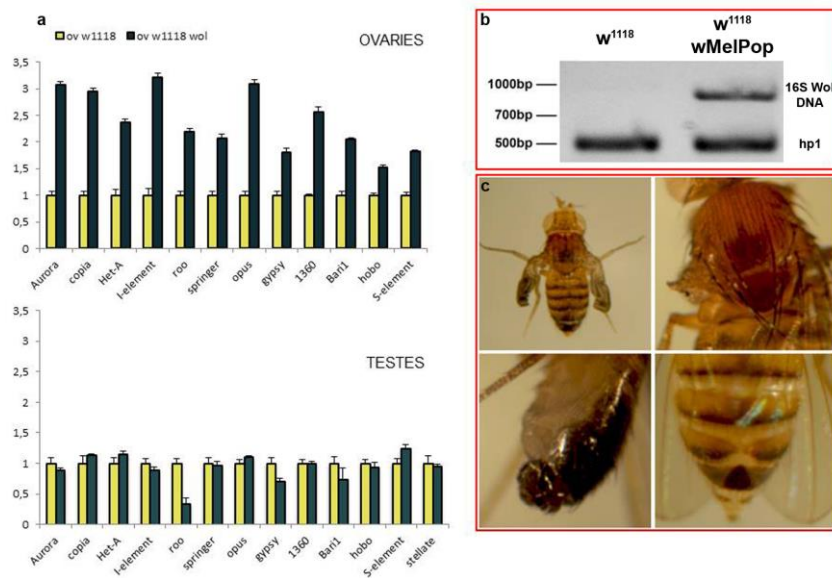 a
ov w1118 ov w1118 wol
OVARIES
3,5
3
2,5
2
1,5
1
0,5
0
Aurora copia Het-A I-element roo springer opus gypsy 1360 Bari1 hobo S-element
TESTES
3,5
3
2,5
2
1,5
1
0,5
0
Aurora copia Het-A I-element roo springer opus gypsy 1360 Bari1 hobo S-element stellate
b
w1118 w1118
wMelPop
1000bp
700bp
500bp
16S Wol
DNA
hp1
c